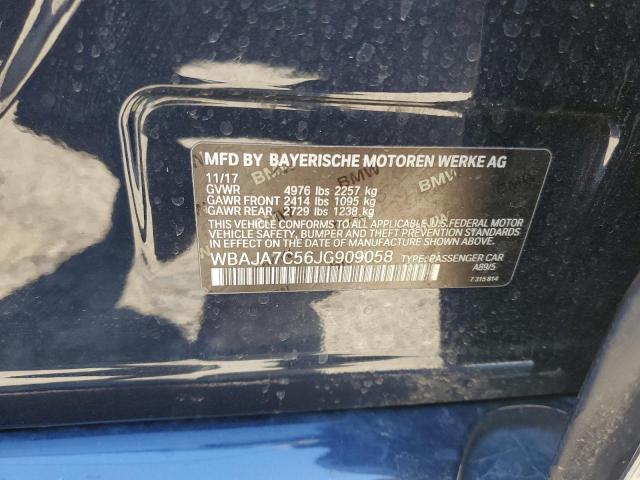 MFD BY BAYERISCHE MOTOREN WERKE AG
11/17
GVWR 4976 lbs 2257 kg
GAWR FRONT 2414 lbs 1095 kg
GAWR REAR 2729 lbs 1238 kg
THIS VEHICLE CONFORMS TO ALL APPLICABLE U.S. FEDERAL MOTOR
VEHICLE SAFETY, BUMPER, AND THEFT PREVENTION STANDARDS IN
EFFECT ON THE DATE OF MANUFACTURE SHOWN ABOVE.
WBAJA7C56JG909058 TYPE: PASSENGER CAR
A89/5
7 315 814